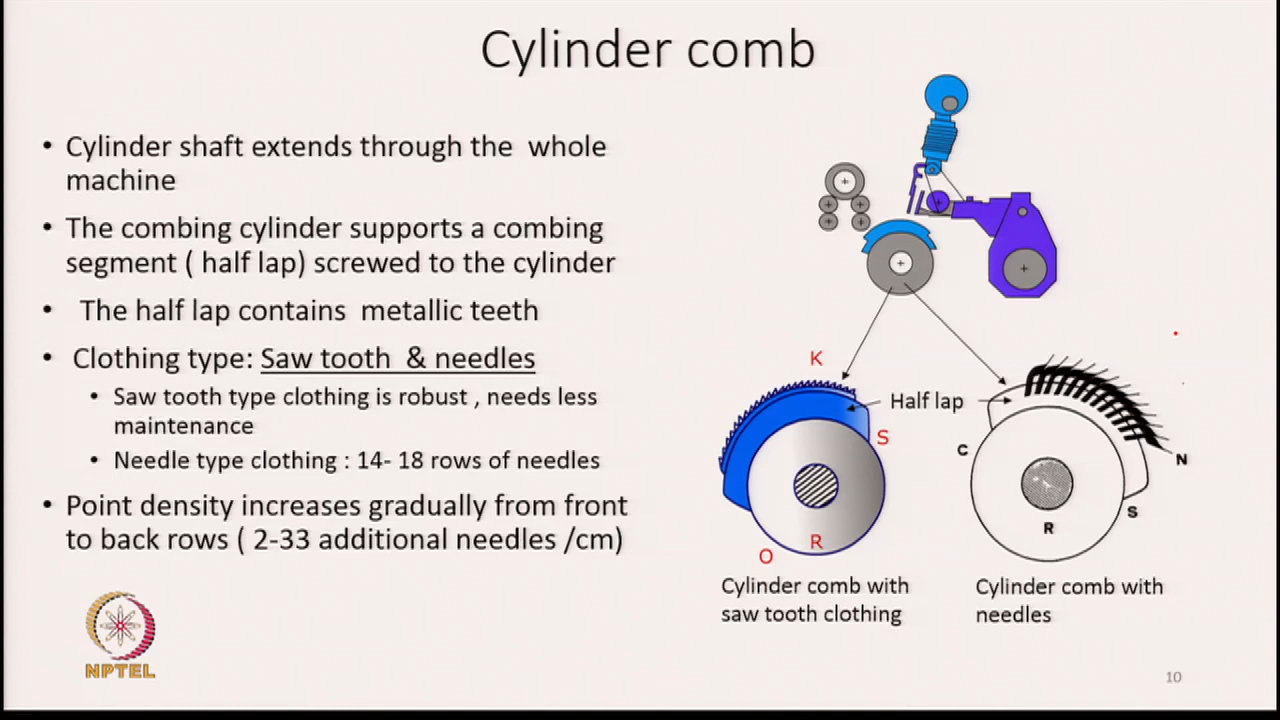 Cylinder comb
• Cylinder shaft extends through the whole
machine
• The combing cylinder supports a combing
segment ( half lap) screwed to the cylinder
• The half lap contains metallic teeth
• Clothing type: Saw tooth & needles
• Saw tooth type clothing is robust , needs less
maintenance
• Needle type clothing : 14- 18 rows of needles
• Point density increases gradually from front
to back rows ( 2-33 additional needles /cm)
K
Half lap
S
C
N
S
R
R
O
Cylinder comb with
saw tooth clothing
Cylinder comb with
needles
NPTEL
10